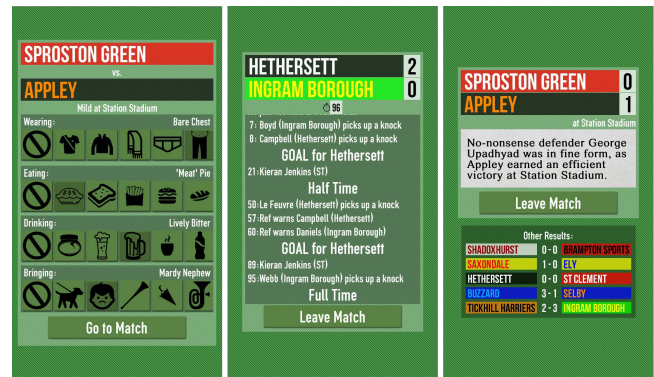 SPROSTON GREEN
vs.
APPLEY
Mild at Station Stadium
Wearing: Bare Chest
Eating: 'Meat' Pie
Drinking: Lively Bitter
Bringing: Mardy Nephew
Go to Match
HETHERSETT 2
INGRAM BOROUGH 0
96
7: Boyd (Ingram Borough) picks up a knock
8: Campbell (Hethersett) picks up a knock
GOAL for Hethersett
21: Kieran Jenkins (ST)
Half Time
50: Le Feuvre (Hethersett) picks up a knock
57: Ref warns Campbell (Hethersett)
60: Ref warns Daniels (Ingram Borough)
GOAL for Hethersett
89: Kieran Jenkins (ST)
95: Webb (Ingram Borough) picks up a knock
Full Time
Leave Match
SPROSTON GREEN 0
APPLEY 1
at Station Stadium
No-nonsense defender George
Upadhyad was in fine form, as
Appley earned an efficient
victory at Station Stadium.
Leave Match
Other Results:
SHADOXHURST 0-0 BRAMPTON SPORTS
SAXONDALE 1-0 ELY
HETHERSETT 0-0 ST CLEMENT
BUZZARD 3-1 SELBY
TICKHILL HARRIERS 2-3 INGRAM BOROUGH